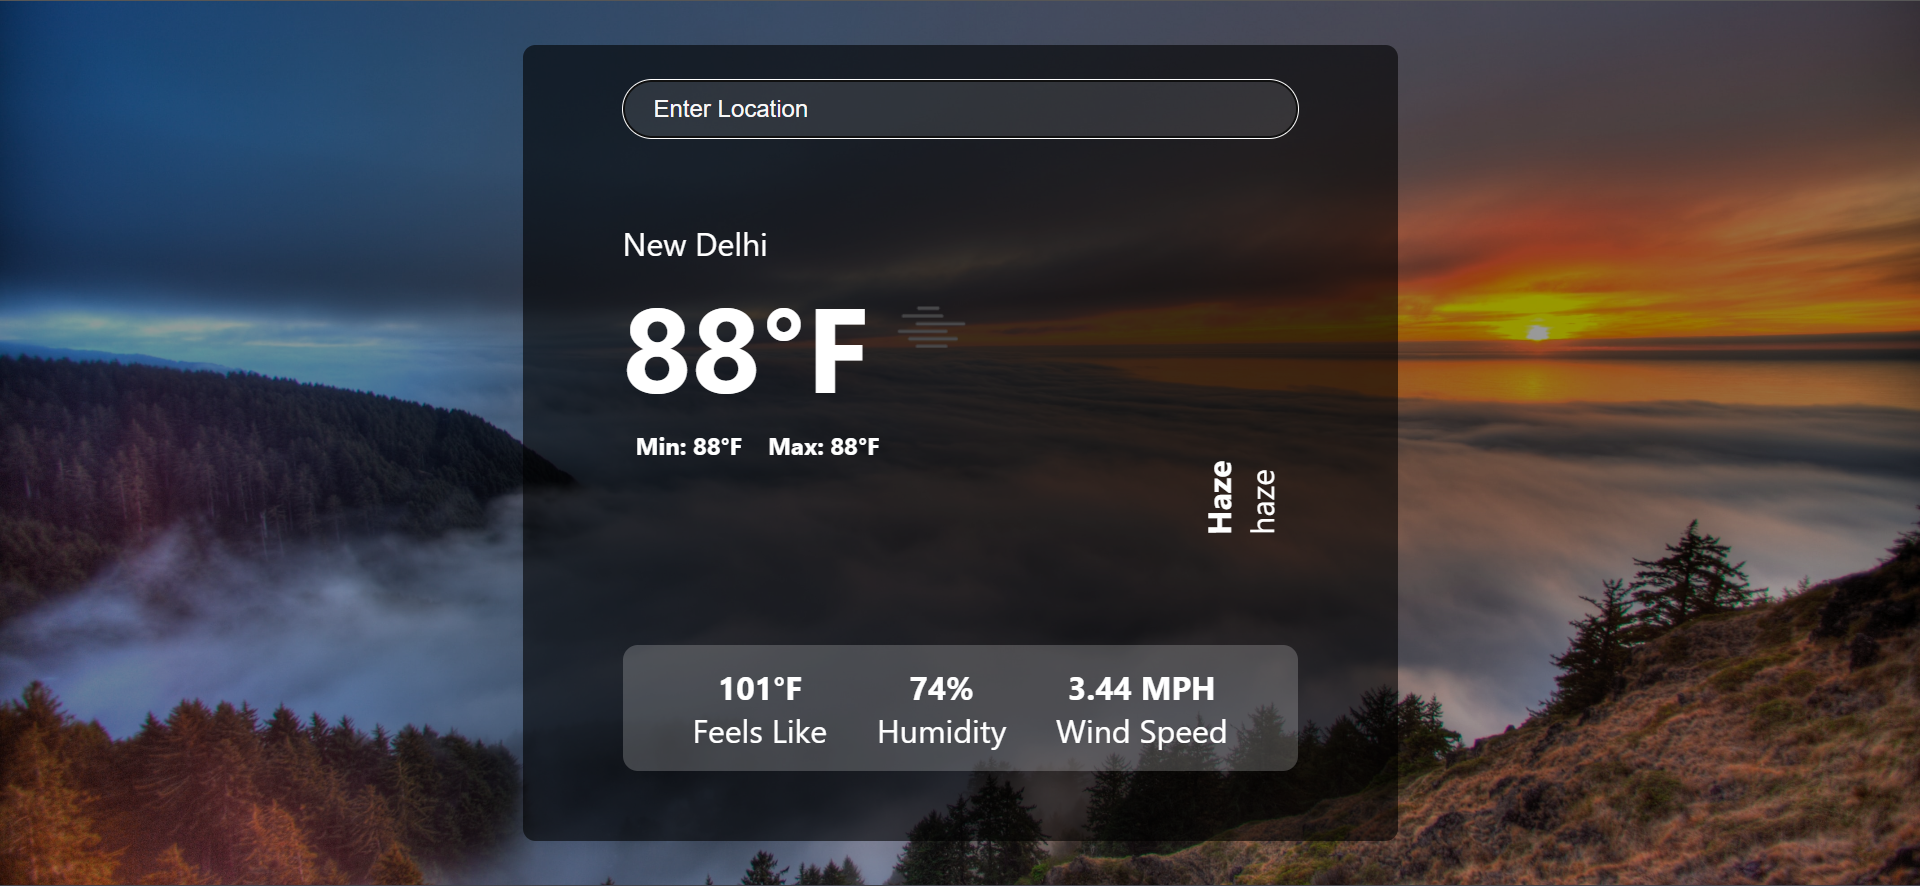 Enter Location
New Delhi
88°F
Min: 88°F Max: 88°F
Haze
haze
101°F 74% 3.44 MPH
Feels Like Humidity Wind Speed